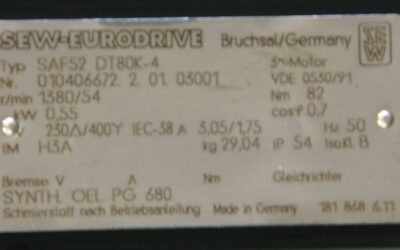 SEW-EURODRIVE Bruchsal/Germany SEW
Typ SAF52 DT80K-4 3~Motor
Nr. 010406672. 2. 01. 03001 VDE 0530/91
r/min 1380/54 Nm 82
kW 0,55 cosφ 0,7
V 230Δ/400Y IEC-38 A 3,05/1,75 Hz 50
IM H3A kg 29,04 IP 54 Iso.Kl. B
Bremse V A Nm Gleichrichter
SYNTH. OEL PG 680
Schmierstoff nach Betriebsanleitung Made in Germany 181 868 6.11